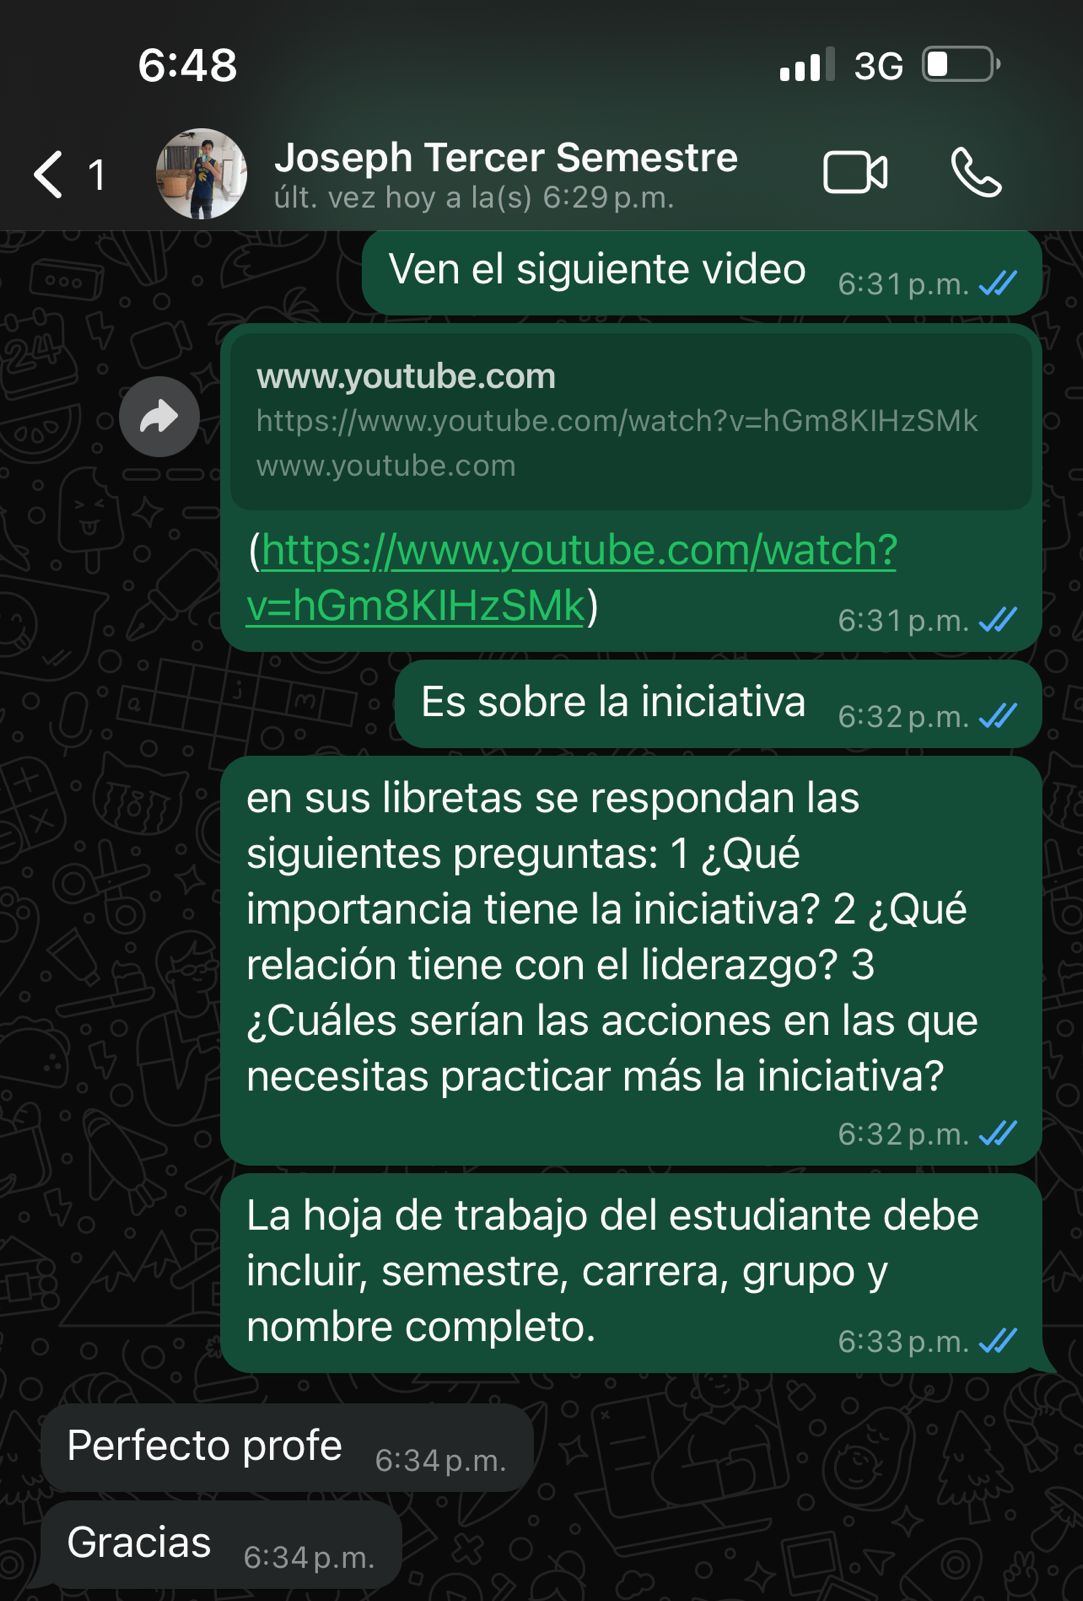 6:48
3G
1
Joseph Tercer Semestre
últ. vez hoy a la(s) 6:29 p.m.
Ven el siguiente video
6:31 p.m.
www.youtube.com
https://www.youtube.com/watch?v=hGm8KIHzSMk
www.youtube.com
(https://www.youtube.com/watch?
v=hGm8KIHzSMk)
6:31 p.m.
Es sobre la iniciativa
6:32 p.m.
en sus libretas se respondan las
siguientes preguntas: 1 ¿Qué
importancia tiene la iniciativa? 2 ¿Qué
relación tiene con el liderazgo? 3
¿Cuáles serían las acciones en las que
necesitas practicar más la iniciativa?
6:32 p.m.
La hoja de trabajo del estudiante debe
incluir, semestre, carrera, grupo y
nombre completo.
6:33 p.m.
Perfecto profe
6:34 p.m.
Gracias
6:34 p.m.